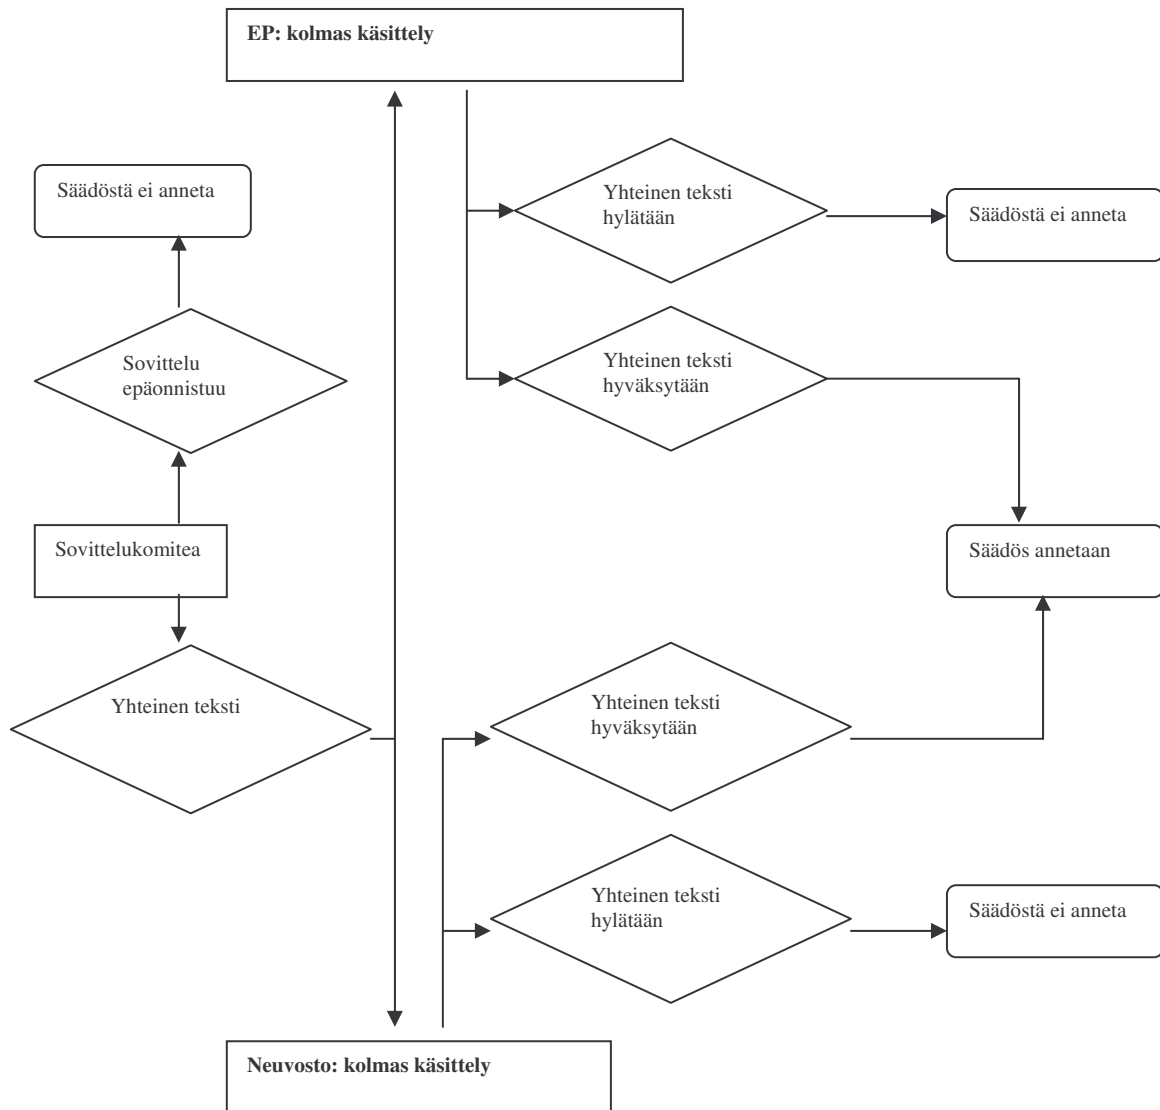 EP: kolmas käsittely
Säädöstä ei anneta
Yhteinen teksti
hylätään
Säädöstä ei anneta
Sovittelu
epäonnistuu
Yhteinen teksti
hyväksytään
Sovittelukomitea
Säädös annetaan
Yhteinen teksti
Yhteinen teksti
hyväksytään
Yhteinen teksti
hylätään
Säädöstä ei anneta
Neuvosto: kolmas käsittely